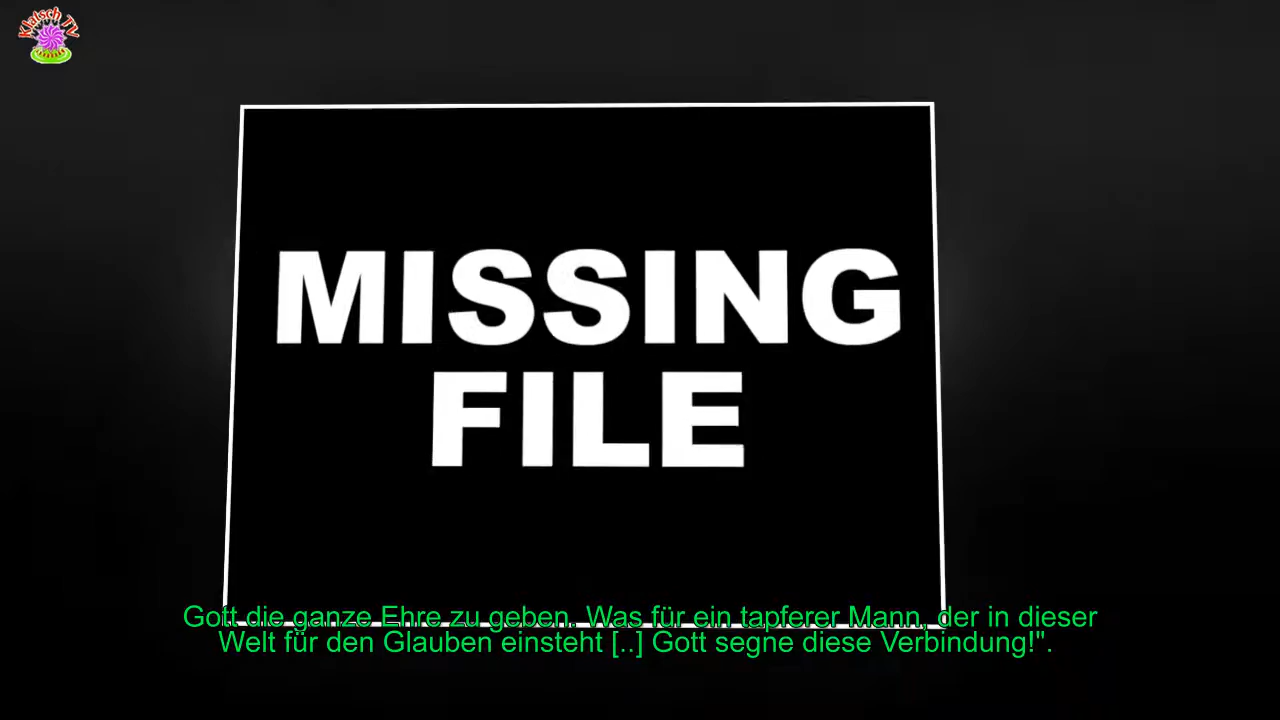 Klatsch TV
MISSING
FILE
Gott die ganze Ehre zu geben. Was für ein tapferer Mann, der in dieser
Welt für den Glauben einsteht [..] Gott segne diese Verbindung!".